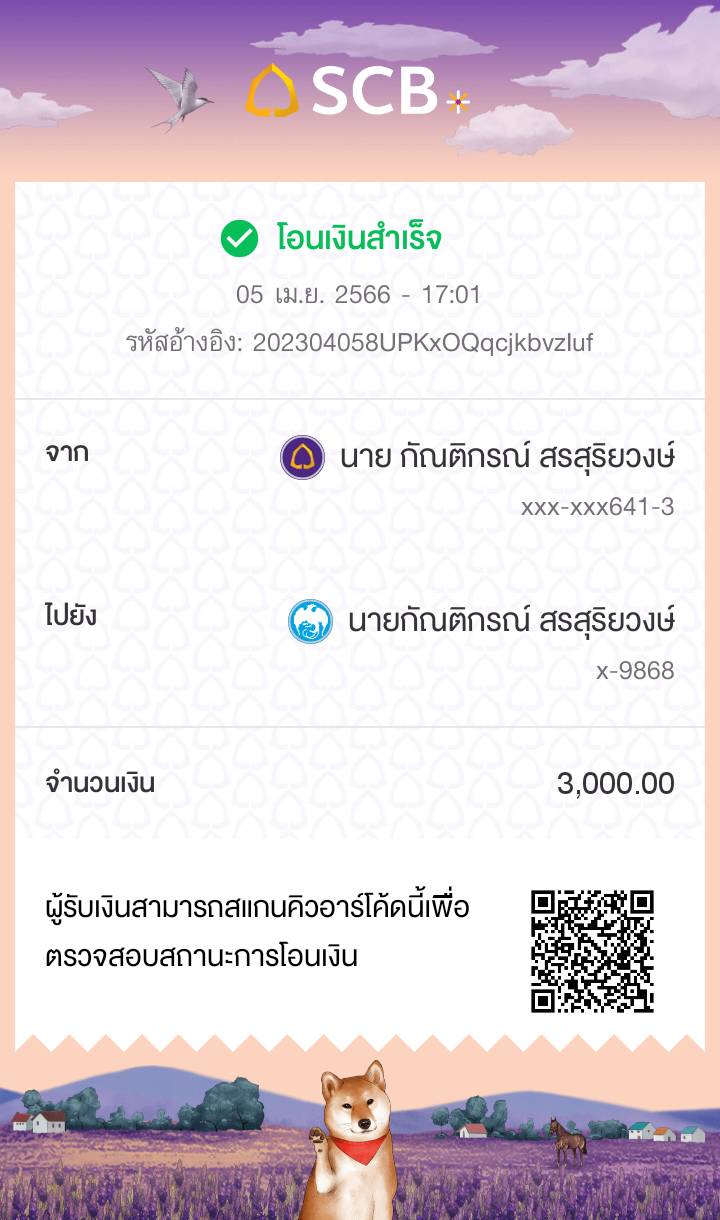 SCB
โอนเงินสำเร็จ
05 เม.ย. 2566 - 17:01
รหัสอ้างอิง: 202304058UPKxOQqcjkbvzluf
จาก
นาย กัณติกรณ์ สรสุริยวงษ์
xxx-xxx641-3
ไปยัง
นายกัณติกรณ์ สรสุริยวงษ์
x-9868
จำนวนเงิน
3,000.00
ผู้รับเงินสามารถสแกนคิวอาร์โค้ดนี้เพื่อ
ตรวจสอบสถานะการโอนเงิน